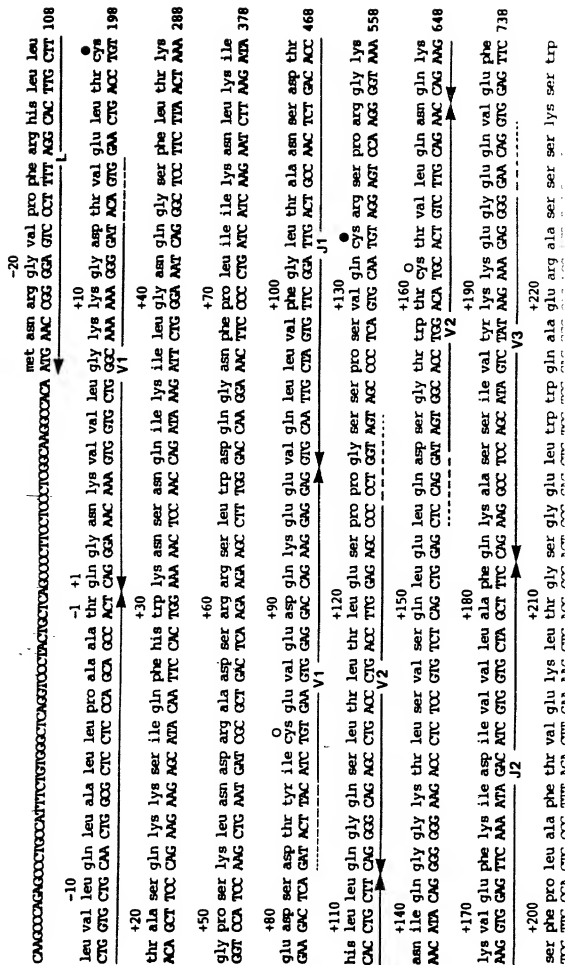 -20
met asn arg gly val pro phe arg his leu leu
CAAGCCCAGAGCCCTGCCATTTCTGTGGGCTCAGGTCCCTACTGCTCAGCCCCTTCCTCCCTCGGCAAGGCCACA ATG AAC CGG GGA GTC CCT TTT AGG CAC TTG CTT 108
L
-10 -1 +1 +10
leu val leu gln leu ala leu leu pro ala ala thr gln gly asn lys val val leu gly lys lys gly asp thr val glu leu thr cys
CTG GTG CTG CAA CTG GCG CTC CTC CCA GCA GCC ACT CAG GGA AAC AAA GTG GTG CTG GGC AAA AAA GGG GAT ACA GTG GAA CTG ACC TGT 198
V1
+20 +30 +40
thr ala ser gln lys lys ser ile gln phe his trp lys asn ser asn gln ile lys ile leu gly asn gln gly ser phe leu thr lys
ACA GCT TCC CAG AAG AAG AGC ATA CAA TTC CAC TGG AAA AAC TCC AAC CAG ATA AAG ATT CTG GGA AAT CAG GGC TCC TTC TTA ACT AAA 288
+50 +60 +70
gly pro ser lys leu asn asp arg ala asp ser arg arg ser leu trp asp gln gly asn phe pro leu ile ile lys asn leu lys ile
GGT CCA TCC AAG CTG AAT GAT CGC GCT GAC TCA AGA AGA AGC CTT TGG GAC CAA GGA AAC TTC CCC CTG ATC ATC AAG AAT CTT AAG ATA 378
+80 +90 +100
glu asp ser asp thr tyr ile cys glu val glu asp gln lys glu glu val gln leu leu val phe gly leu thr ala asn ser asp thr
GAA GAC TCA GAT ACT TAC ATC TGT GAA GTG GAG GAC CAG AAG GAG GAG GTG CAA TTG CTA GTG TTC GGA TTG ACT GCC AAC TCT GAC ACC 468
V1 J1
+110 +120 +130
his leu leu gln gly gln ser leu thr leu thr leu glu ser pro pro gly ser ser pro ser val gln cys arg ser pro arg gly lys
CAC CTG CTT CAG GGG CAG AGC CTG ACC CTG ACC TTG GAG AGC CCC CCT GGT AGT AGC CCC TCA GTG CAA TGT AGG AGT CCA AGG GGT AAA 558
V2
+140 +150 +160
asn ile gln gly gly lys thr leu ser val ser gln leu glu leu gln asp ser gly thr trp thr cys thr val leu gln asn gln lys
AAC ATA CAG GGG GGG AAG ACC CTC TCC GTG TCT CAG CTG GAG CTC CAG GAT AGT GGC ACC TGG ACA TGC ACT GTC TTG CAG AAC CAG AAG 648
V2
+170 +180 +190
lys val glu phe lys ile asp ile val val leu ala phe gln lys ala ser ser ile val tyr lys lys glu gly glu gln val glu phe
AAG GTG GAG TTC AAA ATA GAC ATC GTG GTG CTA GCT TTC CAG AAG GCC TCC AGC ATA GTC TAT AAG AAA GAG GGG GAA CAG GTG GAG TTC 738
J2 V3
+200 +210 +220
ser phe pro leu ala phe thr val glu lys leu thr gly ser gly glu leu trp trp gln ala glu arg ala ser ser ser lys ser trp